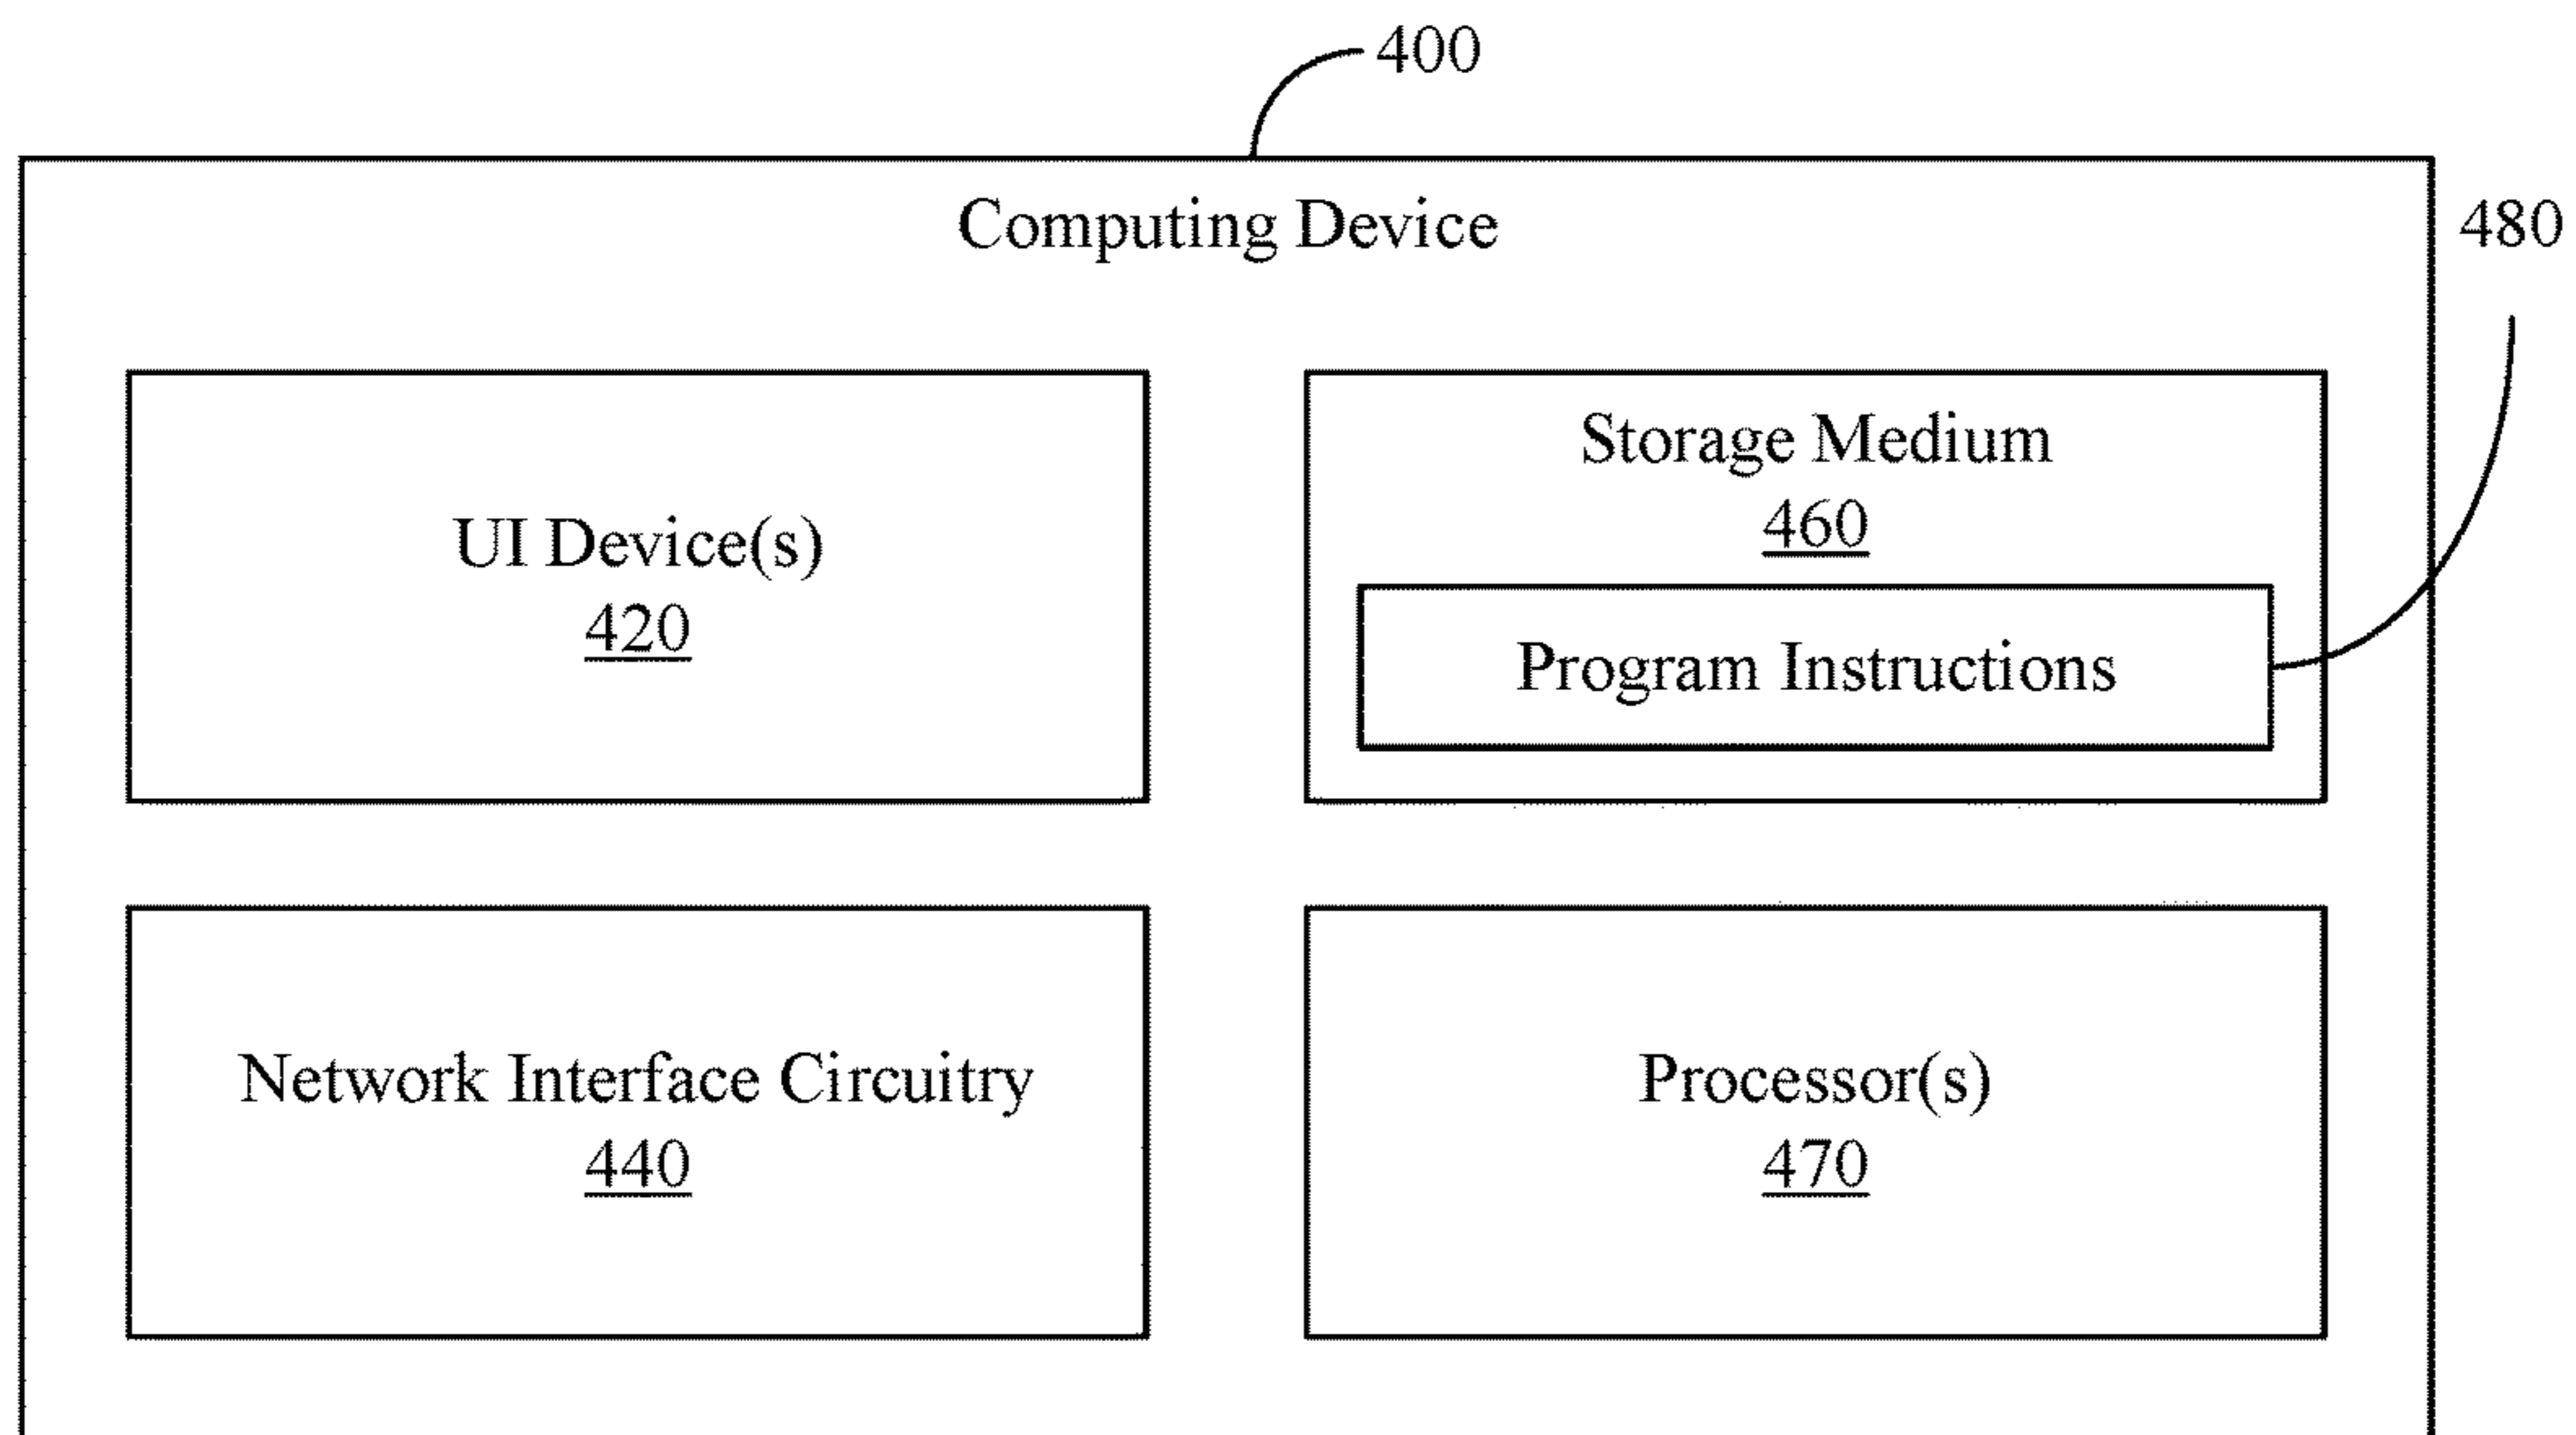 400
Computing Device
480
UI Device(s)
420
Storage Medium
460
Program Instructions
Network Interface Circuitry
440
Processor(s)
470